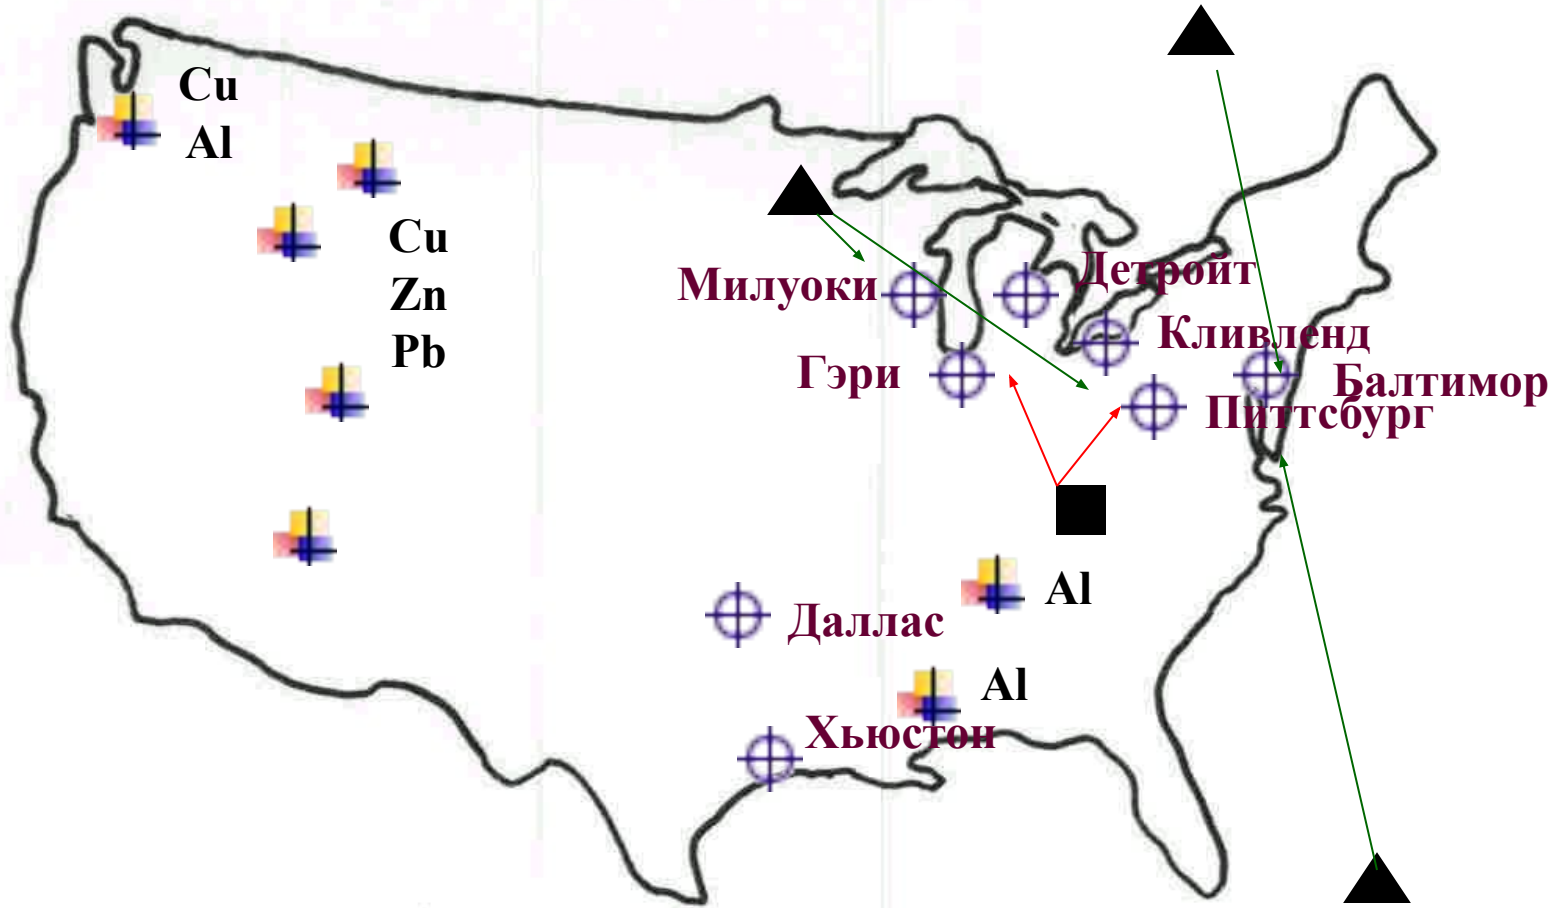 Cu
Al
Cu
Zn
Pb
Милуоки
Детройт
Кливленд
Гэри
Балтимор
Питтсбург
Al
Даллас
Al
Хьюстон